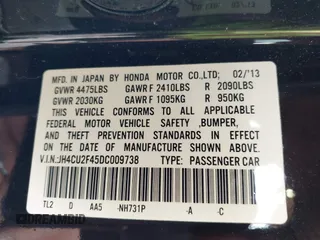 MFD. IN JAPAN BY HONDA MOTOR CO.,LTD; 02/'13
GVWR 4475LBS GAWR F 2410LBS R 2090LBS
GVWR 2030KG GAWR F 1095KG R 950KG
THIS VEHICLE CONFORMS TO ALL APPLICABLE
FEDERAL MOTOR VEHICLE SAFETY ,BUMPER,
AND THEFT PREVENTION STANDARDS IN EFFECT
ON THE DATE OF MANUFACTURE SHOWN ABOVE.
V.I.N:JH4CU2F45DC009738 TYPE:PASSENGER CAR
TL2 D AA5 -NH731P -A -C
DREAMBID